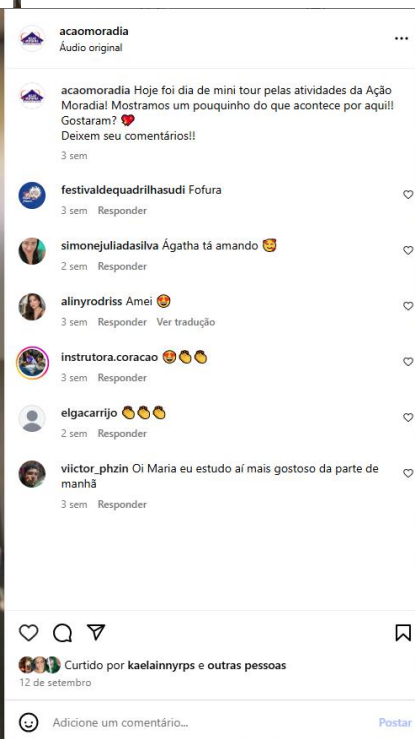 acaomoradia
Áudio original
acaomoradia Hoje foi dia de mini tour pelas atividades da Ação
Moradia! Mostramos um pouquinho do que acontece por aqui!!
Gostaram? 💘
Deixem seu comentários!!
3 sem
festivaldequadrilhasudi Fofura
3 sem Responder
simonejuliadasilva Ágatha tá amando 🥰
2 sem Responder
alinyrodriss Amei 😍
3 sem Responder Ver tradução
instrutora.coracao 😍👏👏
3 sem Responder
elgacarrijo 👏👏👏
2 sem Responder
viictor_phzin Oi Maria eu estudo aí mais gostoso da parte de
manhã
3 sem Responder
Curtido por kaelainnyrps e outras pessoas
12 de setembro
Adicione um comentário...
Postar